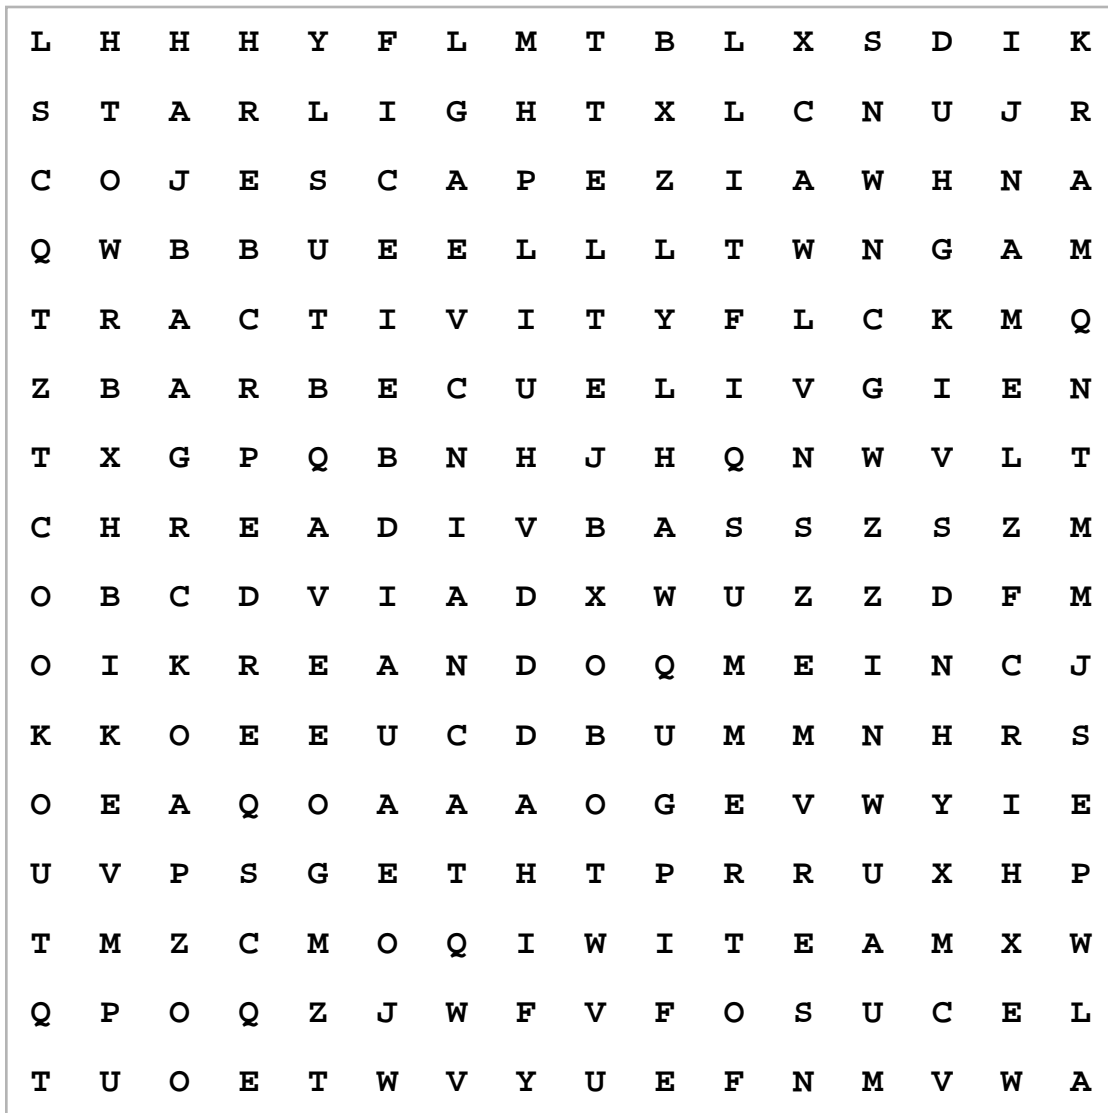 L H H H Y F L M T B L X S D I K
S T A R L I G H T X L C N U J R
C O J E S C A P E Z I A W H N A
Q W B B U E E L L L T W N G A M
T R A C T I V I T Y F L C K M Q
Z B A R B E C U E L I V G I E N
T X G P Q B N H J H Q N W V L T
C H R E A D I V B A S S Z S Z M
O B C D V I A D X W U Z Z D F M
O I K R E A N D O Q M E I N C J
K K O E E U C D B U M M N H R S
O E A Q O A A A O G E V W Y I E
U V P S G E T H T P R R U X H P
T M Z C M O Q I W I T E A M X W
Q P O Q Z J W F V F O S U C E L
T U O E T W V Y U E F N M V W A